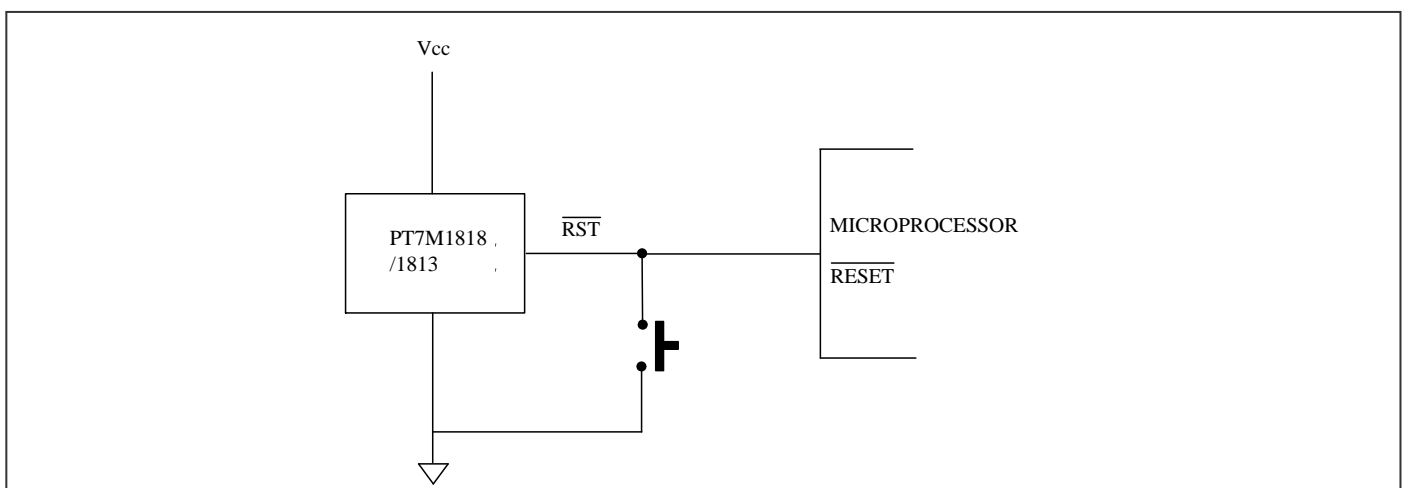 Vcc
PT7M1818 ,
/1813 ,
RST
MICROPROCESSOR
RESET